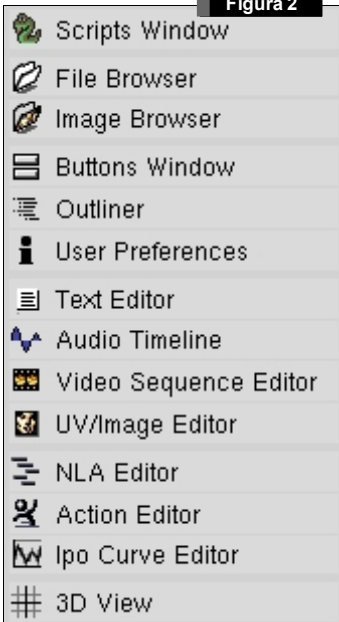 Figura 2
Scripts Window
File Browser
Image Browser
Buttons Window
Outliner
User Preferences
Text Editor
Audio Timeline
Video Sequence Editor
UV/Image Editor
NLA Editor
Action Editor
Ipo Curve Editor
3D View